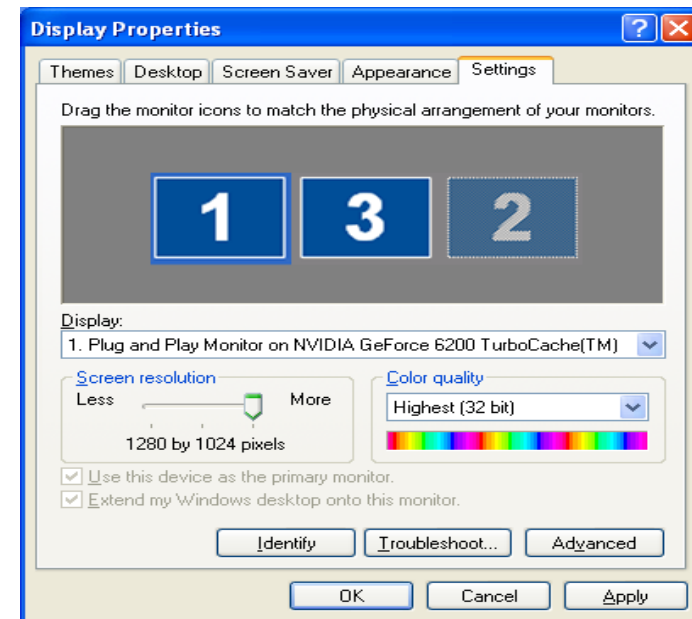 Display Properties
?
X
Themes Desktop Screen Saver Appearance Settings
Drag the monitor icons to match the physical arrangement of your monitors.
1 3 2
Display:
1. Plug and Play Monitor on NVIDIA GeForce 6200 TurboCache(TM)
Screen resolution
Less More
1280 by 1024 pixels
Color quality
Highest (32 bit)
Use this device as the primary monitor.
Extend my Windows desktop onto this monitor.
Identify Troubleshoot... Advanced
OK Cancel Apply